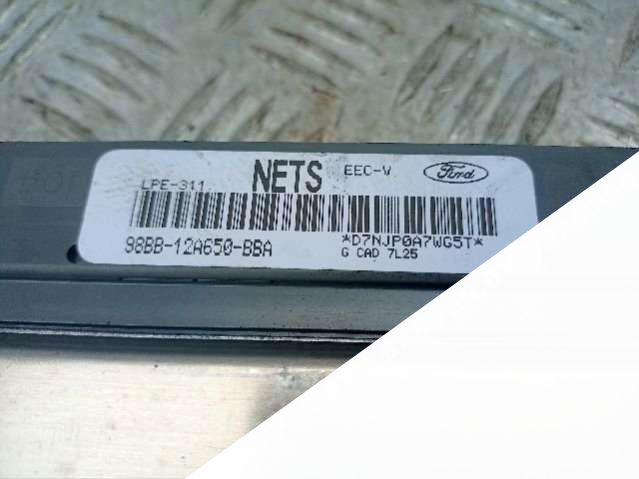 NETS EEC-V Ford
LPE-311
98BB-12A650-BBA *D7NJP0A7WG5T*
G CAD 7L25